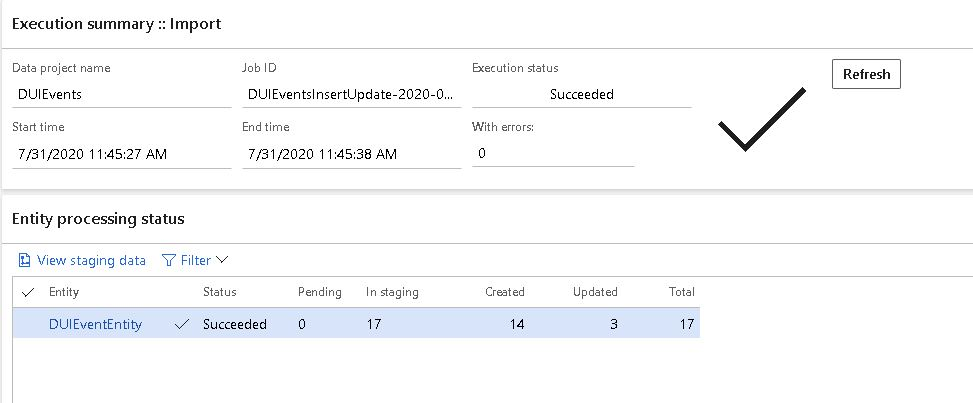 Execution summary :: Import
Data project name Job ID Execution status
Refresh
DUIEvents DUIEventsInsertUpdate-2020-0... Succeeded
Start time End time With errors:
7/31/2020 11:45:27 AM 7/31/2020 11:45:38 AM 0
Entity processing status
View staging data Filter
Entity Status Pending In staging Created Updated Total
DUIEventEntity Succeeded 0 17 14 3 17